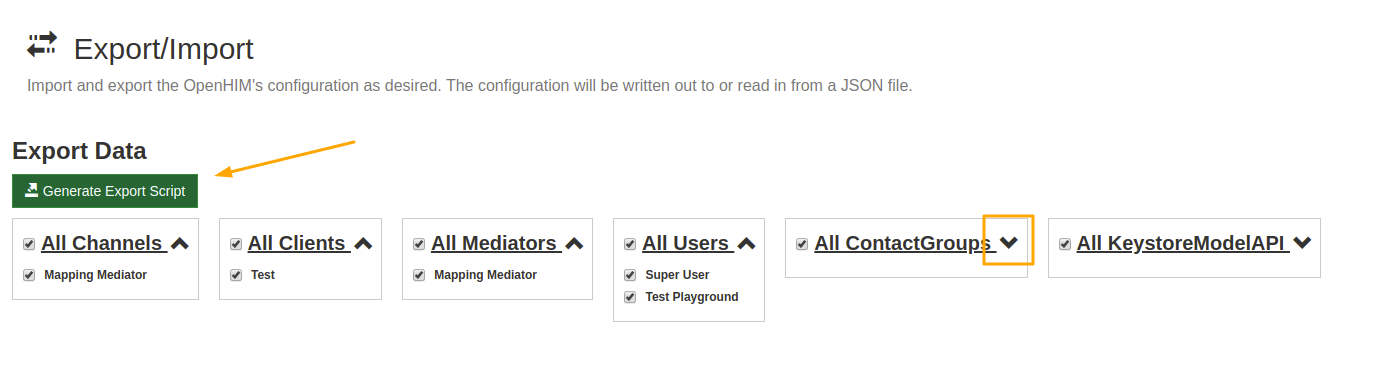 Export/Import
Import and export the OpenHIM's configuration as desired. The configuration will be written out to or read in from a JSON file.
Export Data
Generate Export Script
All Channels
Mapping Mediator
All Clients
Test
All Mediators
Mapping Mediator
All Users
Super User
Test Playground
All ContactGroups
All KeystoreModelAPI